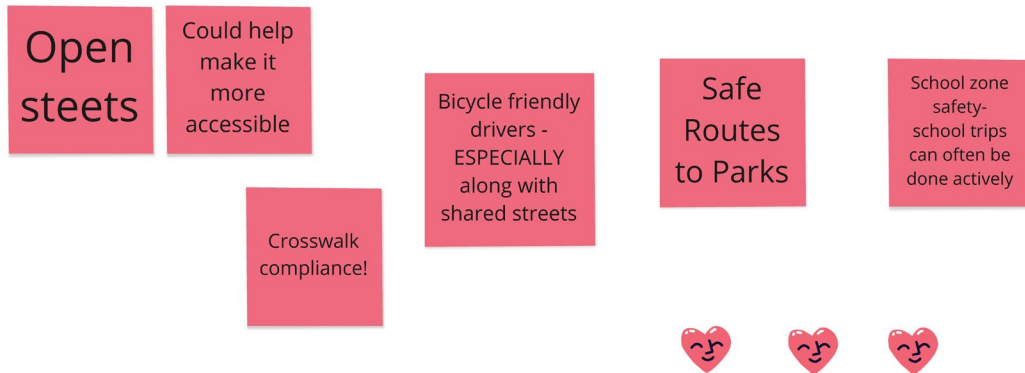 Open
steets
Could help
make it
more
accessible
Crosswalk
compliance!
Bicycle friendly
drivers -
ESPECIALLY
along with
shared streets
Safe
Routes
to Parks
School zone
safety-
school trips
can often be
done actively